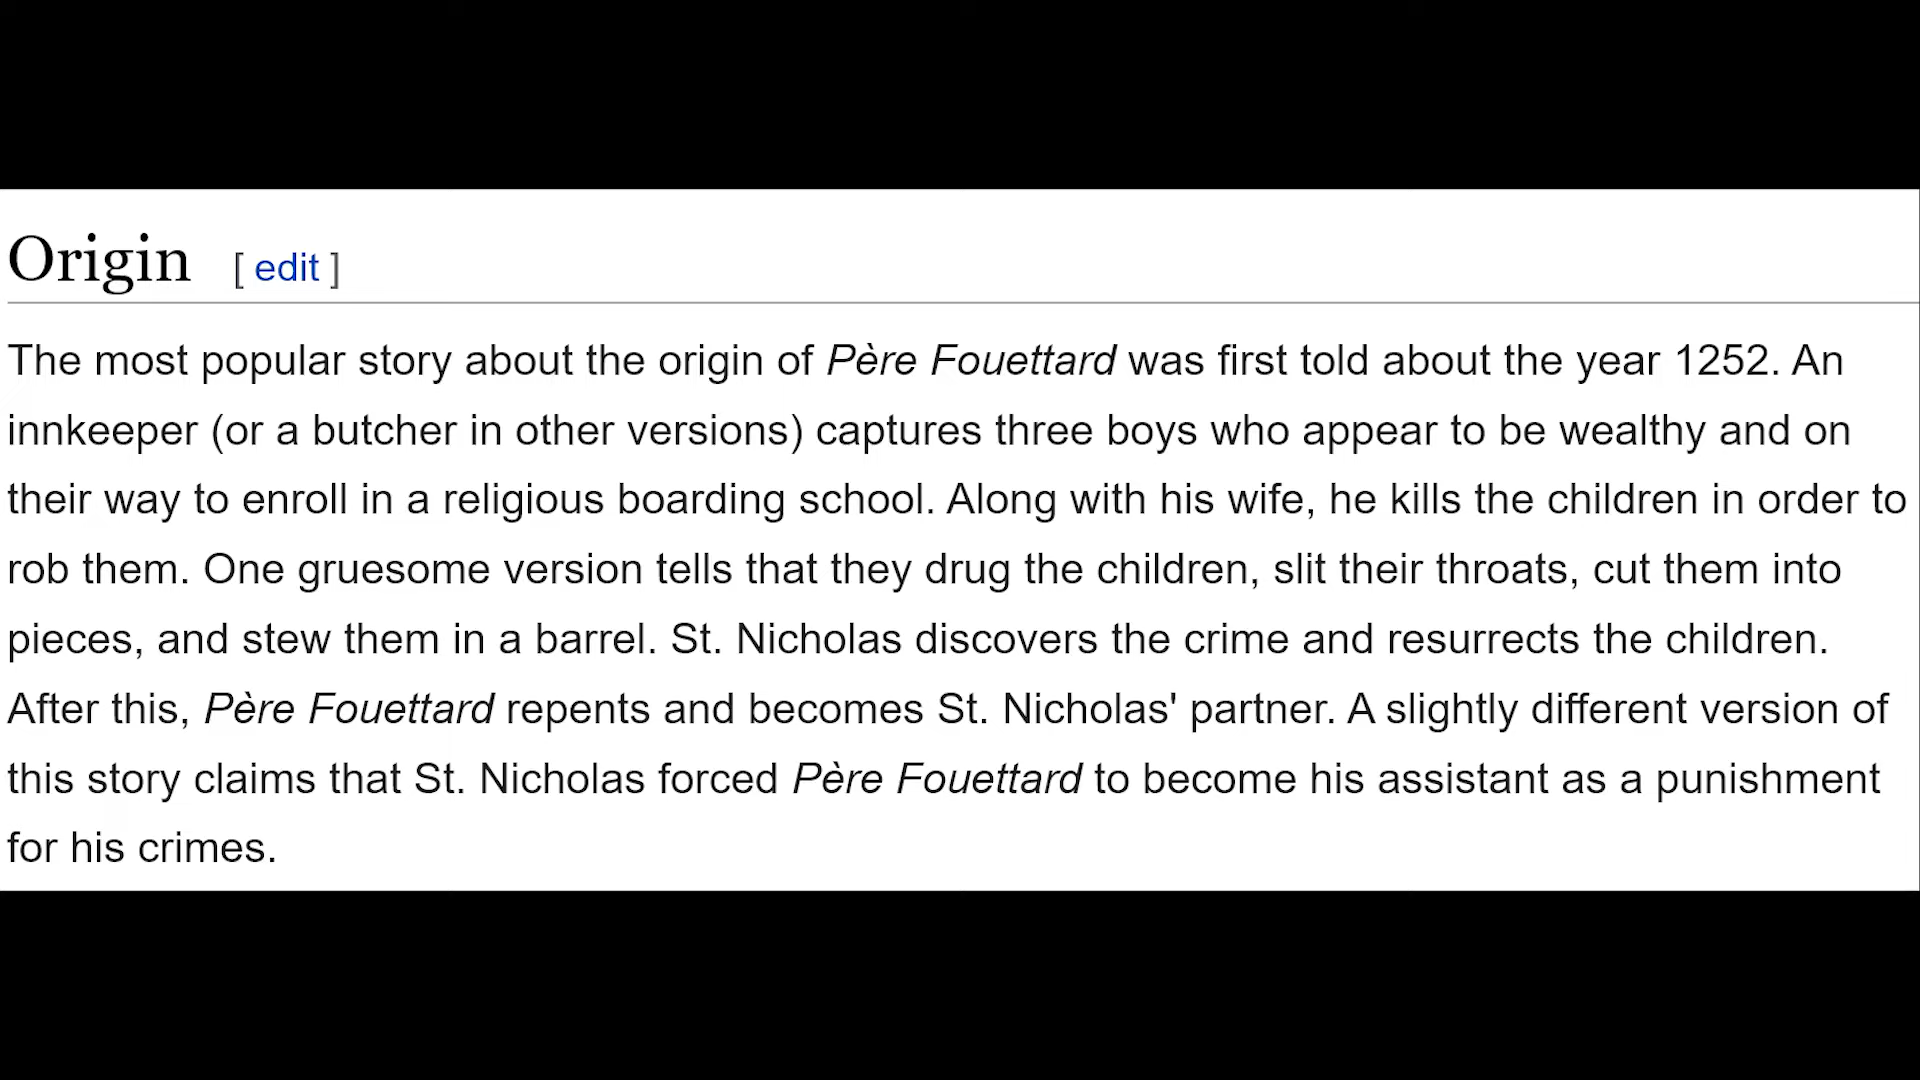 Origin [ edit ]
The most popular story about the origin of Père Fouettard was first told about the year 1252. An
innkeeper (or a butcher in other versions) captures three boys who appear to be wealthy and on
their way to enroll in a religious boarding school. Along with his wife, he kills the children in order to
rob them. One gruesome version tells that they drug the children, slit their throats, cut them into
pieces, and stew them in a barrel. St. Nicholas discovers the crime and resurrects the children.
After this, Père Fouettard repents and becomes St. Nicholas' partner. A slightly different version of
this story claims that St. Nicholas forced Père Fouettard to become his assistant as a punishment
for his crimes.